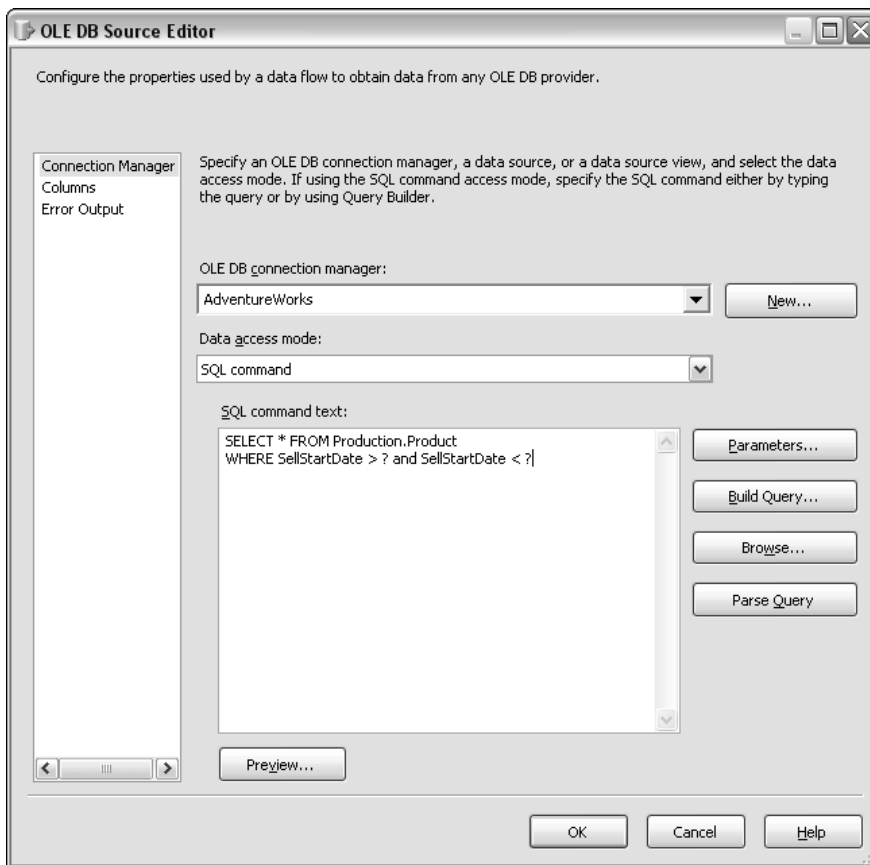 OLE DB Source Editor
Configure the properties used by a data flow to obtain data from any OLE DB provider.
Connection Manager
Columns
Error Output
Specify an OLE DB connection manager, a data source, or a data source view, and select the data
access mode. If using the SQL command access mode, specify the SQL command either by typing
the query or by using Query Builder.
OLE DB connection manager:
AdventureWorks
New...
Data access mode:
SQL command
SQL command text:
SELECT * FROM Production.Product
WHERE SellStartDate > ? and SellStartDate < ?
Parameters...
Build Query...
Browse...
Parse Query
Preview...
OK
Cancel
Help